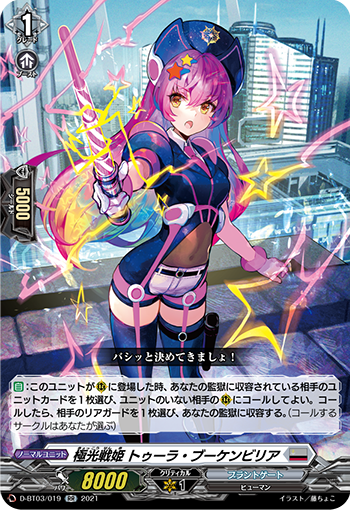 1
グレード
ブースト
シールド
5000
バシッと決めてきましょ!
自:このユニットがRに登場した時、あなたの監獄に収容されている相手のユ
ニットカードを1枚選び、ユニットのいない相手のRにコールしてよい。コー
ルしたら、相手のリアガードを1枚選び、あなたの監獄に収容する。(コールする
サークルはあなたが選ぶ)
ノーマルユニット
極光戦姫 トゥーラ・ブーケンビリア
パワー
8000
クリティカル
1
ブラントゲート
ヒューマン
D-BT03/019 RR 2021
イラスト/藤ちょこ